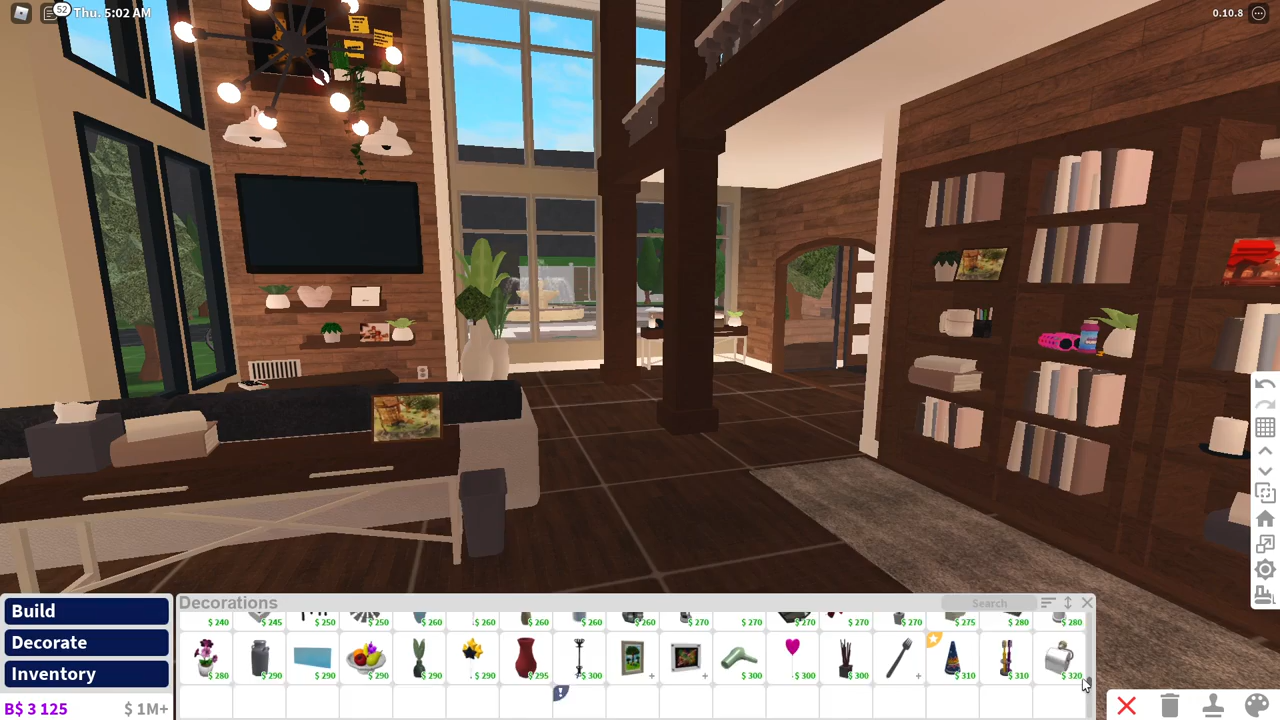 52 Thu. 5:02 AM
0.10.8
Build
Decorate
Inventory
B$ 3 125
$ 1M+
Decorations
Search
$ 240 $ 245 $ 250 $ 250 $ 260 $ 260 $ 260 $ 260 $ 260 $ 270 $ 270 $ 270 $ 270 $ 270 $ 275 $ 280 $ 280
$ 280 $ 290 $ 290 $ 290 $ 290 $ 290 $ 295 $ 300 + + $ 300 $ 300 $ 300 + $ 310 $ 310 $ 320